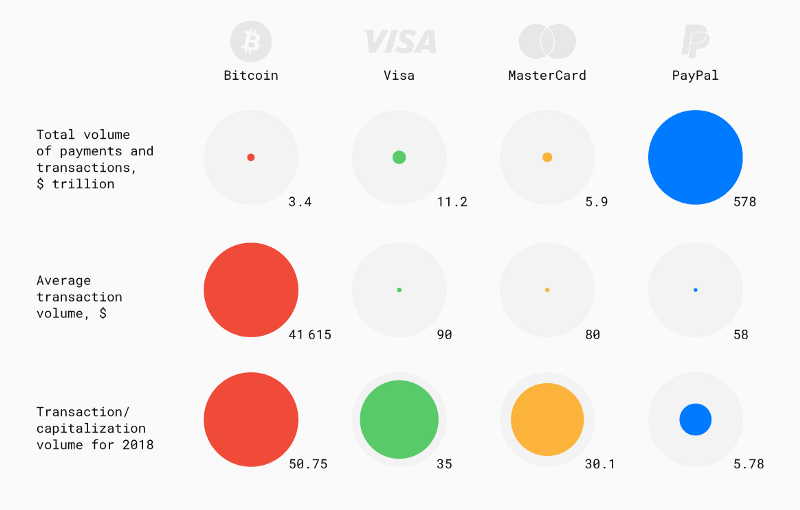 VISA
Bitcoin
Visa
MasterCard
PayPal
Total volume
of payments and
transactions,
$ trillion
3.4
11.2
5.9
578
Average
transaction
volume, $
41 615
90
80
58
Transaction/
capitalization
volume for 2018
50.75
35
30.1
5.78